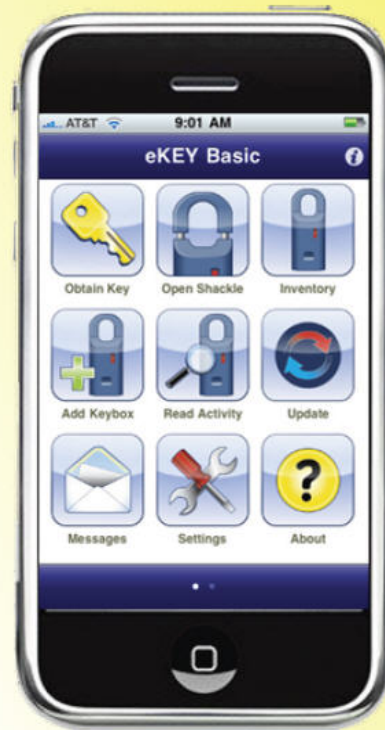 AT&T 9:01 AM
eKEY Basic
Obtain Key Open Shackle Inventory
Add Keybox Read Activity Update
Messages Settings About